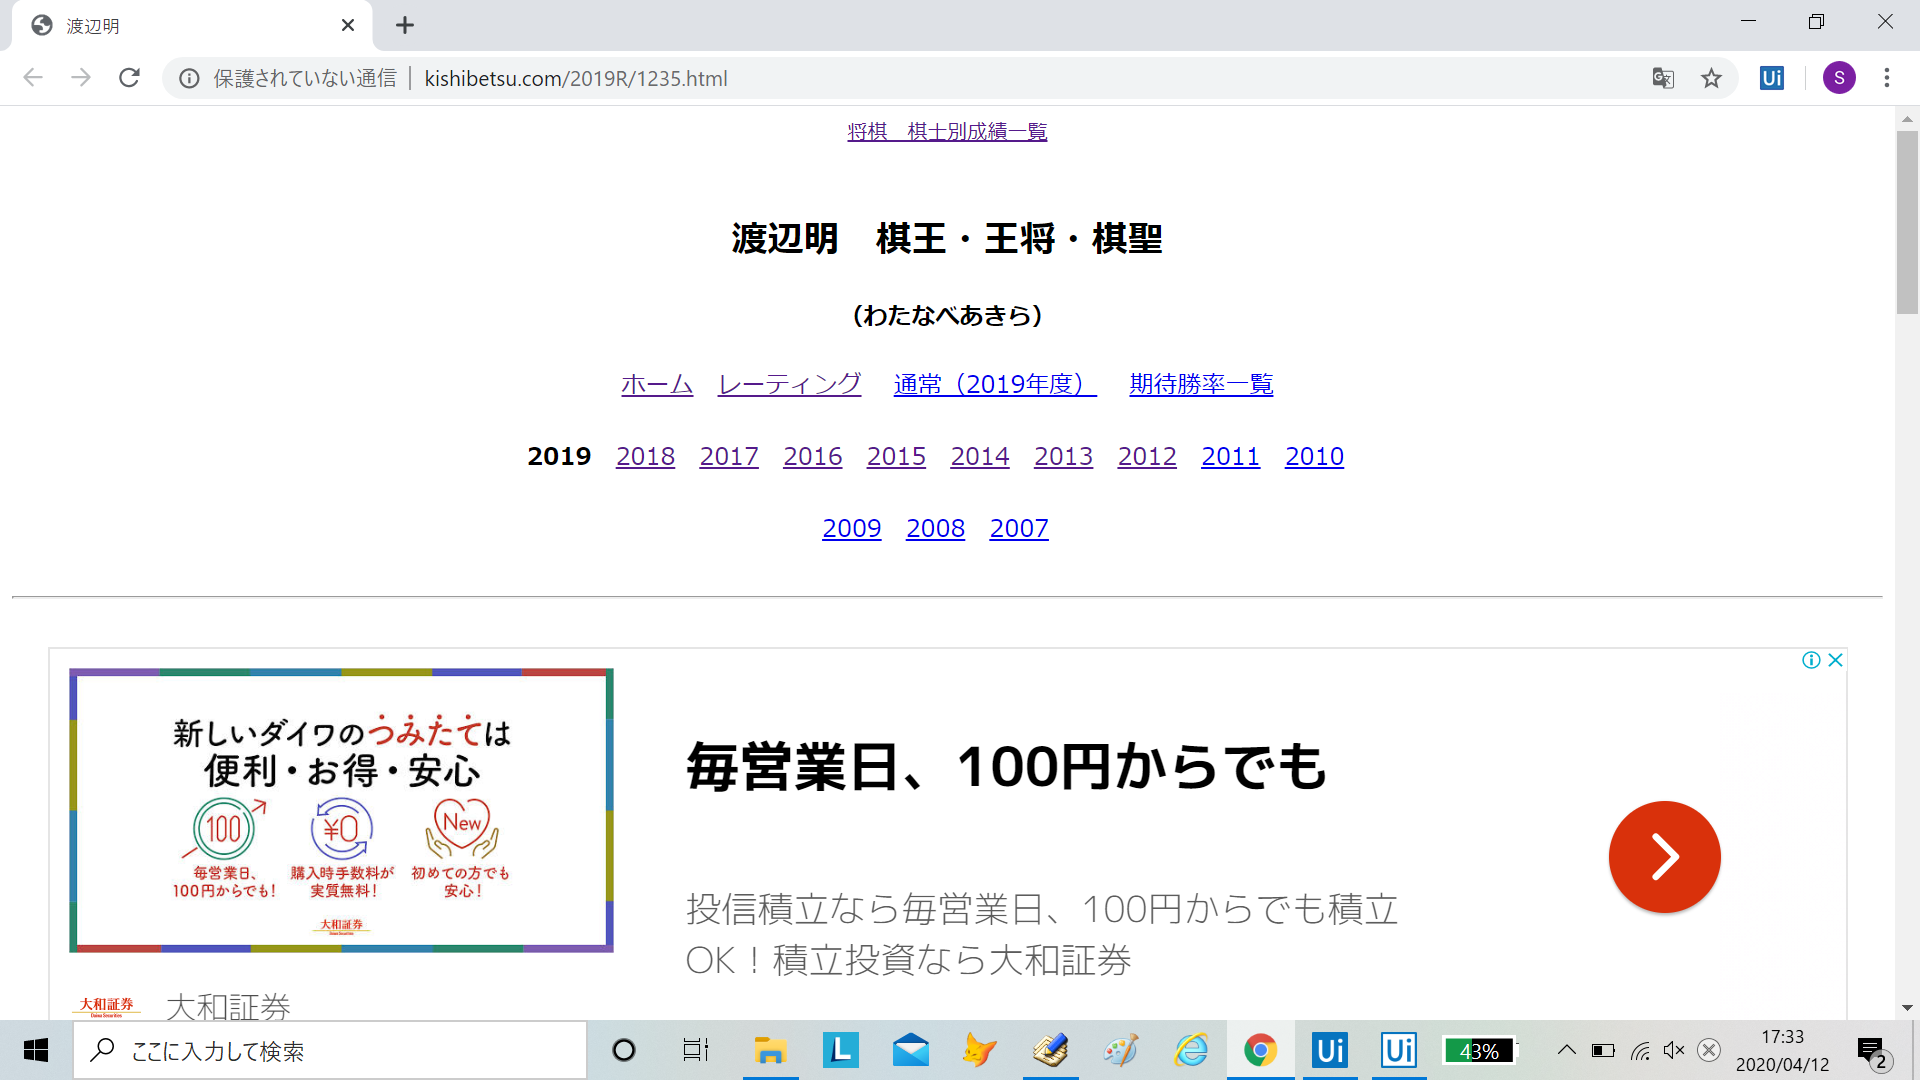 渡辺明
保護されていない通信 | kishibetsu.com/2019R/1235.html
Ui
S
将棋　棋士別成績一覧
渡辺明　棋王・王将・棋聖
（わたなべあきら）
ホーム　レーティング　通常（2019年度）　期待勝率一覧
2019 2018 2017 2016 2015 2014 2013 2012 2011 2010
2009 2008 2007
新しいダイワのつみたては
便利・お得・安心
100 ¥0 New
毎営業日、 購入時手数料が 初めての方でも
100円からでも! 実質無料! 安心!
大和証券
Daiwa Securities
毎営業日、100円からでも
投信積立なら毎営業日、100円からでも積立
OK！積立投資なら大和証券
大和証券
Daiwa Securities
大和証券
ここに入力して検索
L
Ui
Ui
43%
17:33
2020/04/12
2